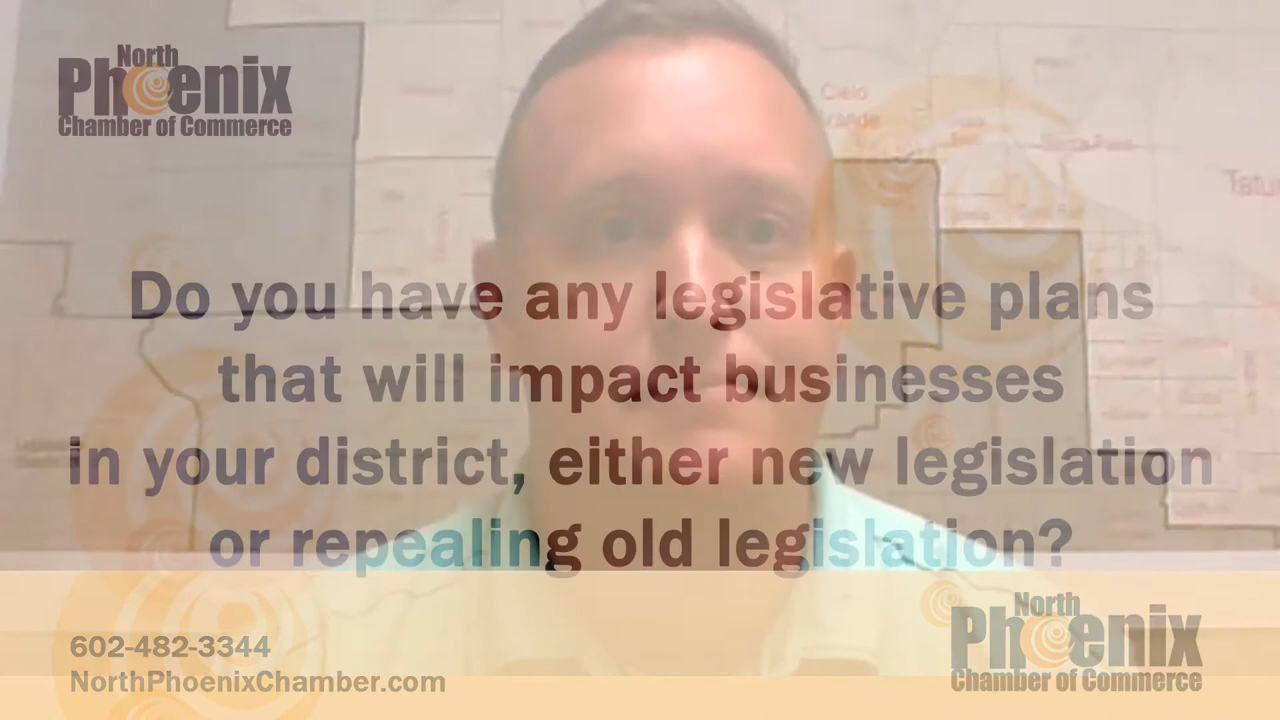 North
Phoenix
Chamber of Commerce
Tatu
Do you have any legislative plans
that will impact businesses
in your district, either new legislation
or repealing old legislation?
602-482-3344
NorthPhoenixChamber.com
North
Phoenix
Chamber of Commerce